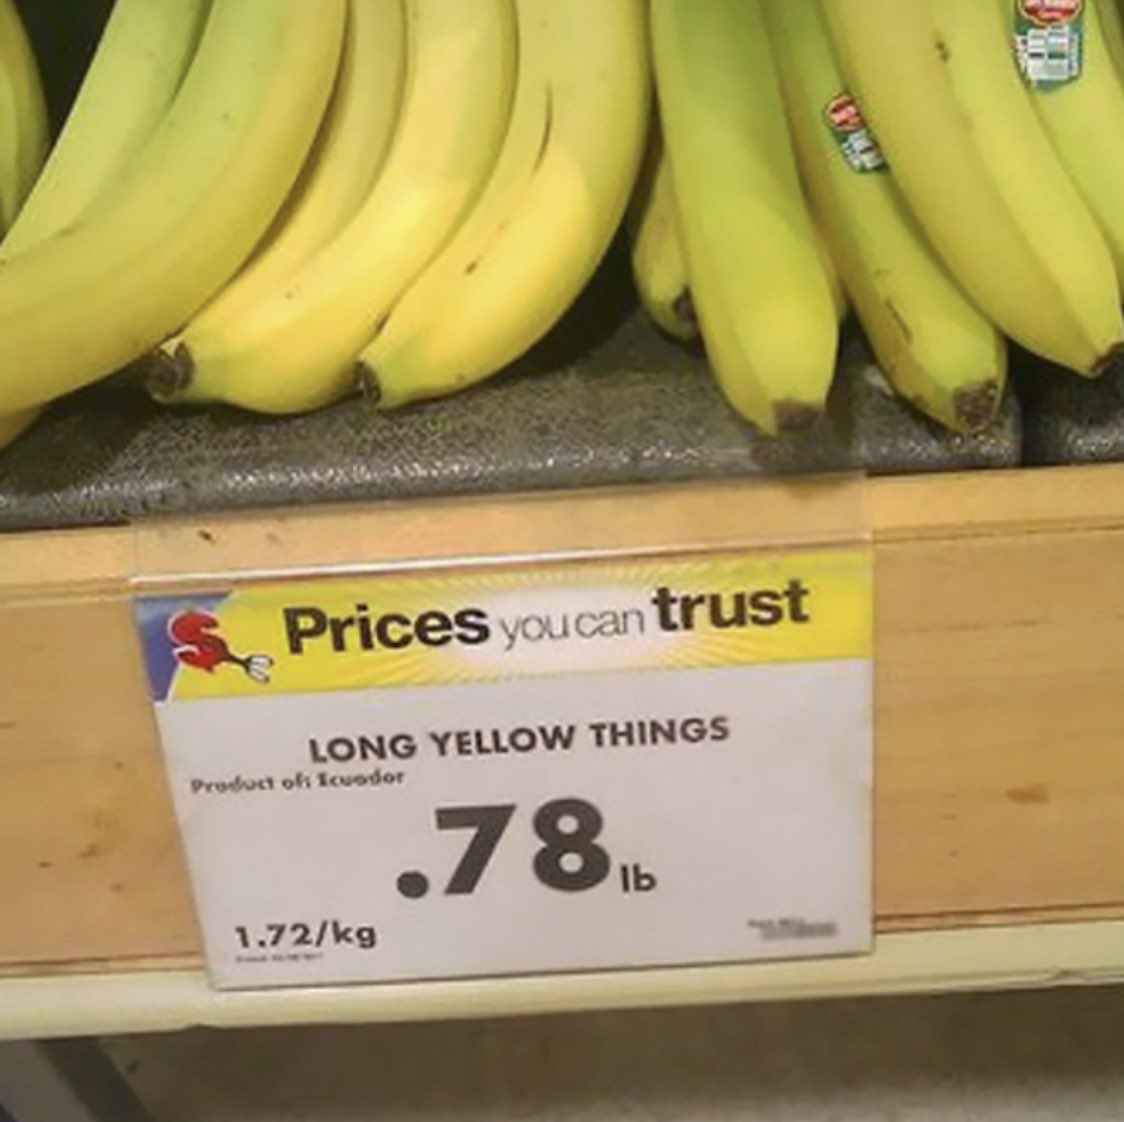 Prices you can trust
LONG YELLOW THINGS
Product of: Ecuador
.78 lb
1.72/kg